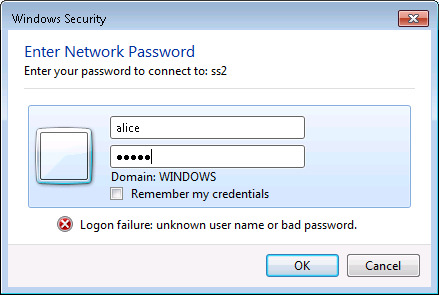 Windows Security
Enter Network Password
Enter your password to connect to: ss2
alice
●●●●●
Domain: WINDOWS
Remember my credentials
Logon failure: unknown user name or bad password.
OK
Cancel